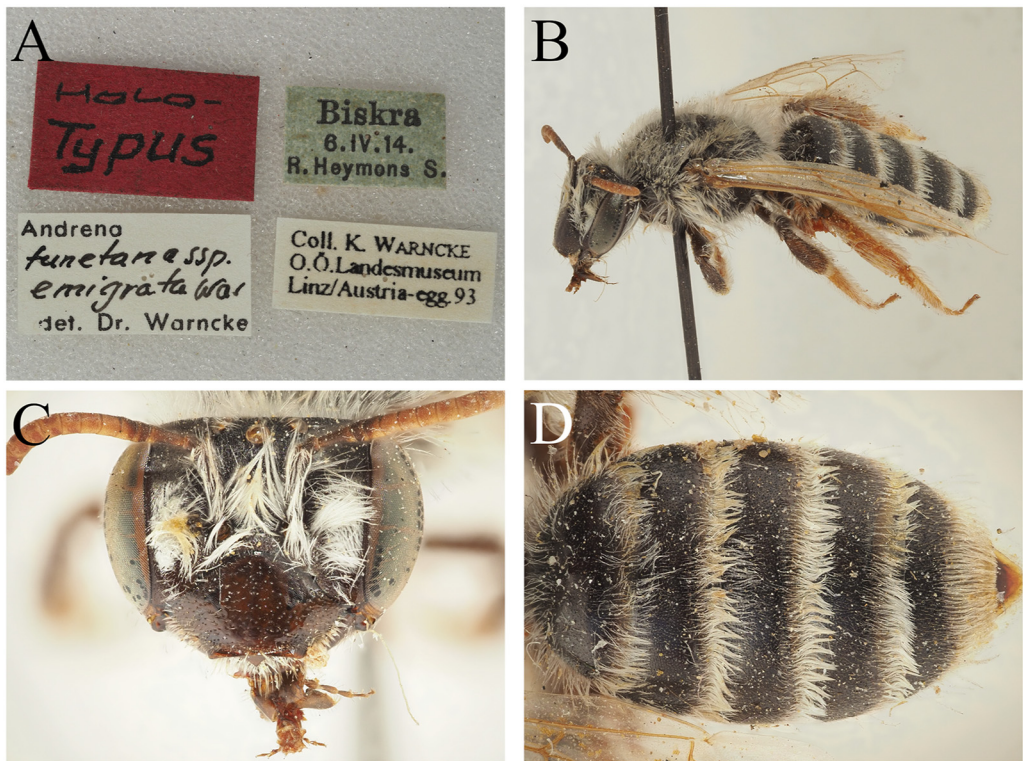 A
HOLO-
Typus
Biskra
6.IV.14.
R. Heymons S.
Andrena
tunetana ssp.
emigrata War
det. Dr. Warncke
Coll. K. WARNCKE
O.Ö.Landesmuseum
Linz/Austria-egg.93
B
C
D